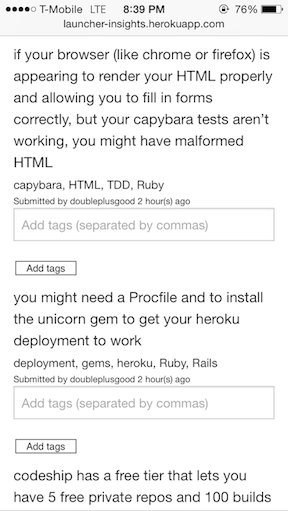 T-Mobile LTE 8:39 PM 76%
launcher-insights.herokuapp.com
if your browser (like chrome or firefox) is
appearing to render your HTML properly
and allowing you to fill in forms
correctly, but your capybara tests aren't
working, you might have malformed
HTML
capybara, HTML, TDD, Ruby
Submitted by doubleplusgood 2 hour(s) ago
Add tags (separated by commas)
Add tags
you might need a Procfile and to install
the unicorn gem to get your heroku
deployment to work
deployment, gems, heroku, Ruby, Rails
Submitted by doubleplusgood 2 hour(s) ago
Add tags (separated by commas)
Add tags
codeship has a free tier that lets you
have 5 free private repos and 100 builds